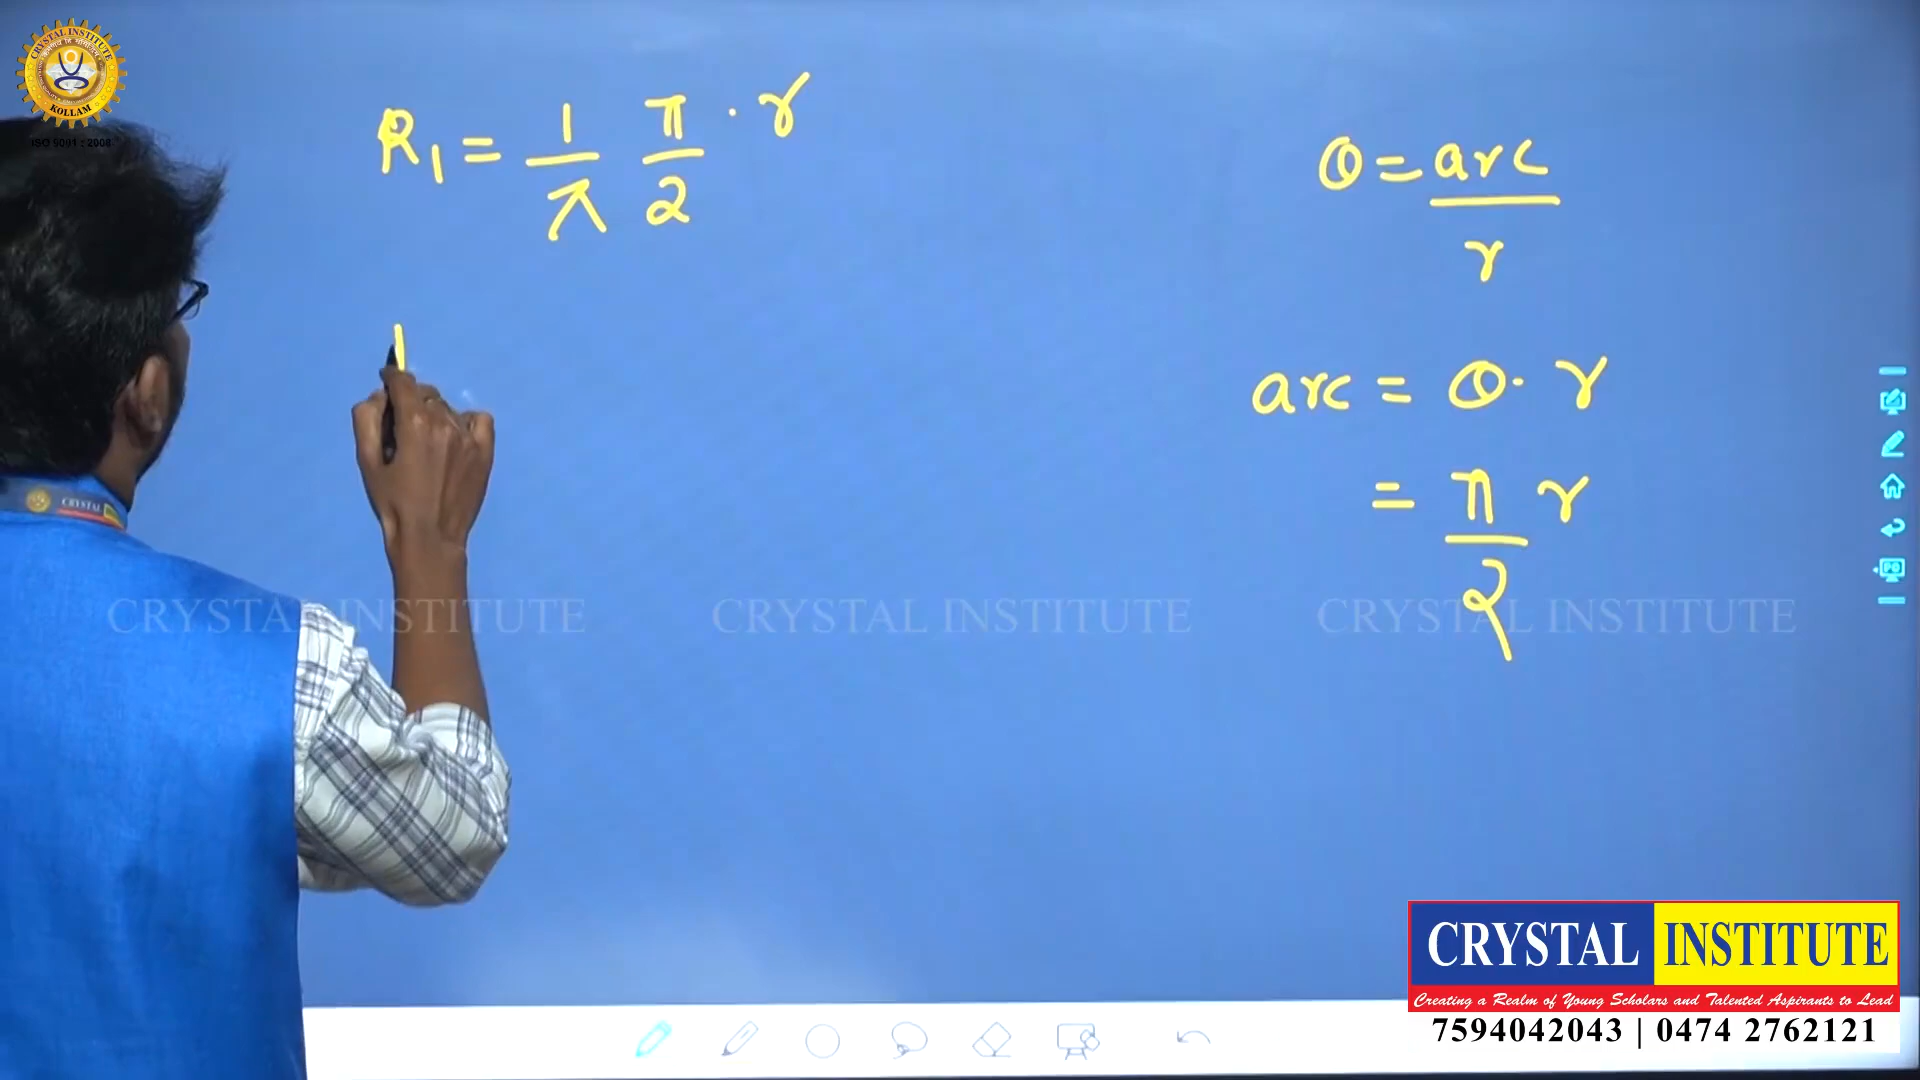 CRYSTAL INSTITUTE
KOLLAM
ISO 9001 : 2008
R₁ = 1/π π/2 · r
θ = arc/r
arc = θ · r
= π/2 r
CRYSTAL
CRYSTAL INSTITUTE CRYSTAL INSTITUTE CRYSTAL INSTITUTE
CRYSTAL INSTITUTE
Creating a Realm of Young Scholars and Talented Aspirants to Lead
7594042043 | 0474 2762121